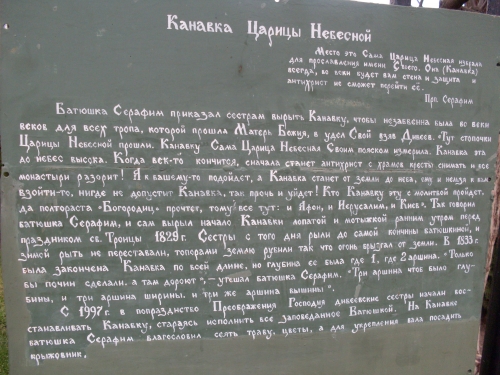 Канавка Царицы Небесной
Место это Сама Царица Небесная избрала
для прославления имени Своего. Она (Канавка)
всегда, во веки будет вам стена и защита и
антихрист не сможет перейти ее.
Прп. Серафим
Батюшка Серафим приказал сестрам вырыть Канавку, чтобы незабвенна была во веки
веков для всех тропа, которой прошла Матерь Божия, в удел Свой взяв Дивеев. "Тут стопочки
Царицы Небесной прошли. Канавку Сама Царица Небесная Своим пояском измерила. Канавка эта
до небес высока. Когда век-то кончится, сначала станет антихрист с храмов кресты снимать и все
монастыри разорит! А к вашему-то подойдет, а Канавка станет от земли до неба, ему и нельзя к вам
взойти-то, нигде не допустит Канавка, так прочь и уйдет! Кто Канавку эту с молитвой пройдет,
да полтораста "Богородиц" прочтет, тому все тут: и Афон, и Иерусалим, и Киев". Так говорил
батюшка Серафим, и сам вырыл начало Канавки лопатой и мотыжкой ранним утром перед
праздником св. Троицы 1829 г. Сестры с того дня рыли до самой кончины батюшкиной, и
зимой рыть не переставали, топорами землю рубили так что огонь брызгал от земли. В 1833 г.
была закончена Канавка по всей длине, но глубина ее была где 1, где 2 аршина. "Только
бы почин сделали, а там дороют", - утешал батюшка Серафим. "Три аршина чтоб было глу-
бины, и три аршина ширины, и три же аршина вышины".
С 1997 г. в попразднство Преображения Господня дивеевские сестры начали вос-
станавливать Канавку, стараясь исполнить все заповеданное Батюшкой. "На Канавке
батюшка Серафим благословил сеять траву, цветы, а для укрепления вала посадить
крыжовник.